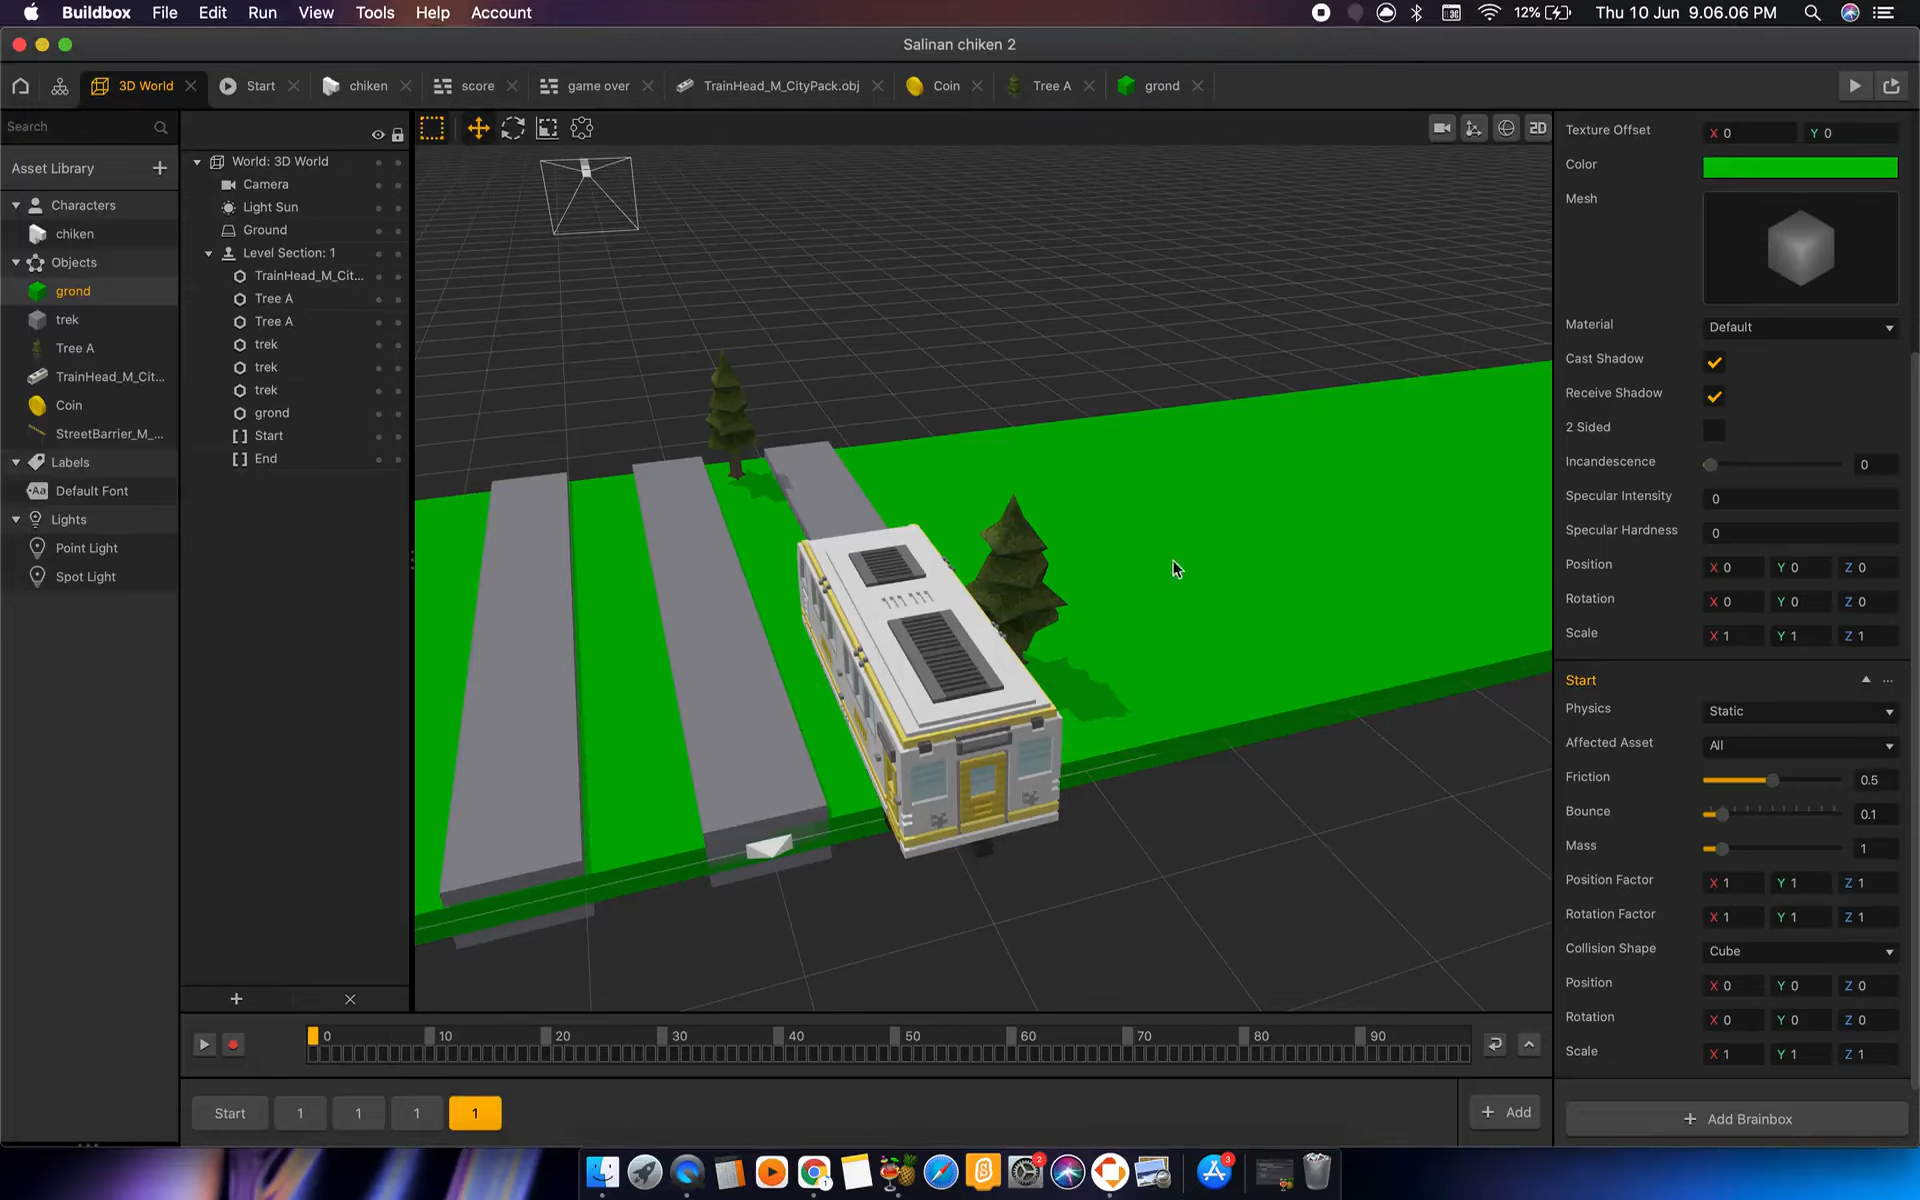 Buildbox File Edit Run View Tools Help Account 12% Thu 10 Jun 9.06.06 PM
Salinan chiken 2
3D World Start chiken score game over TrainHead_M_CityPack.obj Coin Tree A grond
Search
Asset Library
Characters
chiken
Objects
grond
trek
Tree A
TrainHead_M_Cit...
Coin
StreetBarrier_M_...
Labels
Aa Default Font
Lights
Point Light
Spot Light
World: 3D World
Camera
Light Sun
Ground
Level Section: 1
TrainHead_M_Cit...
Tree A
Tree A
trek
trek
trek
grond
Start
End
2D
0 10 20 30 40 50 60 70 80 90
Start 1 1 1 1 + Add
Texture Offset X 0 Y 0
Color
Mesh
Material Default
Cast Shadow
Receive Shadow
2 Sided
Incandescence 0
Specular Intensity 0
Specular Hardness 0
Position X 0 Y 0 Z 0
Rotation X 0 Y 0 Z 0
Scale X 1 Y 1 Z 1
Start ...
Physics Static
Affected Asset All
Friction 0.5
Bounce 0.1
Mass 1
Position Factor X 1 Y 1 Z 1
Rotation Factor X 1 Y 1 Z 1
Collision Shape Cube
Position X 0 Y 0 Z 0
Rotation X 0 Y 0 Z 0
Scale X 1 Y 1 Z 1
+ Add Brainbox
2
3